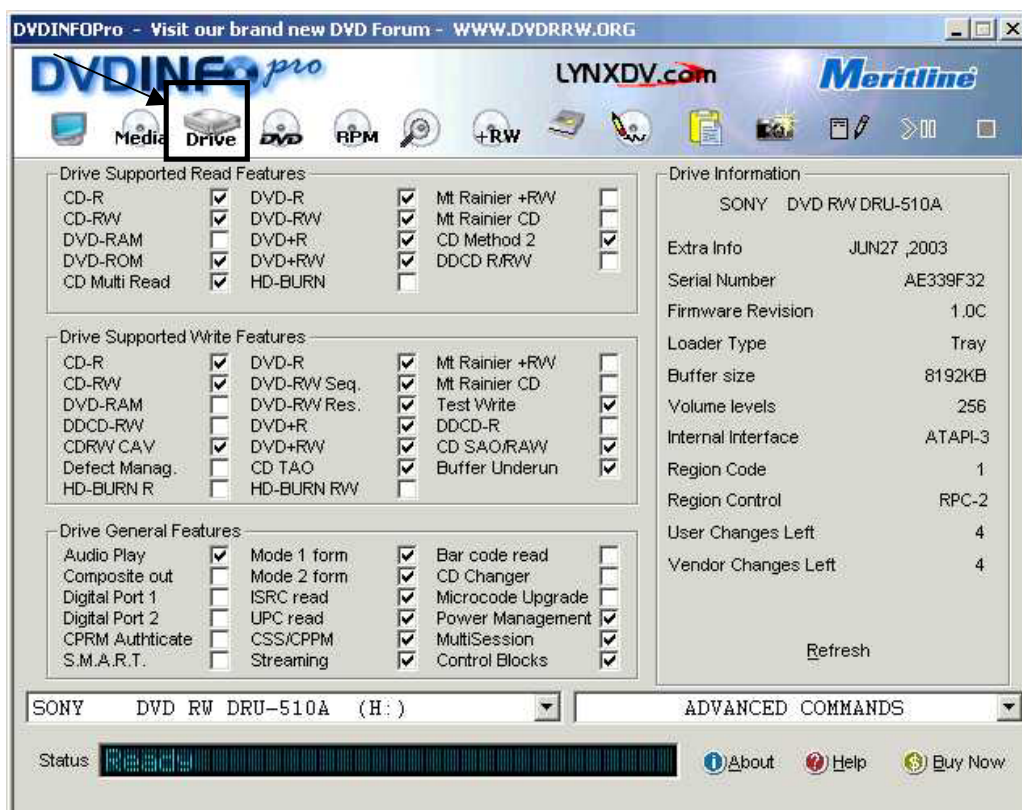 DVDINFOPro - Visit our brand new DVD Forum - WWW.DVDRRW.ORG
DVDINFO pro
LYNXDV.com
Meritline
Media
Drive
DVD
RPM
+RW
Drive Supported Read Features
CD-R
CD-RW
DVD-RAM
DVD-ROM
CD Multi Read
DVD-R
DVD-RW
DVD+R
DVD+RW
HD-BURN
Mt Rainier +RW
Mt Rainier CD
CD Method 2
DDCD R/RW
Drive Supported Write Features
CD-R
CD-RW
DVD-RAM
DDCD-RW
CDRW CAV
Defect Manag.
HD-BURN R
DVD-R
DVD-RW Seq.
DVD-RW Res.
DVD+R
DVD+RW
CD TAO
HD-BURN RW
Mt Rainier +RW
Mt Rainier CD
Test Write
DDCD-R
CD SAO/RAW
Buffer Underun
Drive General Features
Audio Play
Composite out
Digital Port 1
Digital Port 2
CPRM Authticate
S.M.A.R.T.
Mode 1 form
Mode 2 form
ISRC read
UPC read
CSS/CPPM
Streaming
Bar code read
CD Changer
Microcode Upgrade
Power Management
MultiSession
Control Blocks
Drive Information
SONY DVD RW DRU-510A
Extra Info JUN27 ,2003
Serial Number AE339F32
Firmware Revision 1.0C
Loader Type Tray
Buffer size 8192KB
Volume levels 256
Internal Interface ATAPI-3
Region Code 1
Region Control RPC-2
User Changes Left 4
Vendor Changes Left 4
Refresh
SONY DVD RW DRU-510A (H:)
ADVANCED COMMANDS
Status Ready
About
Help
Buy Now